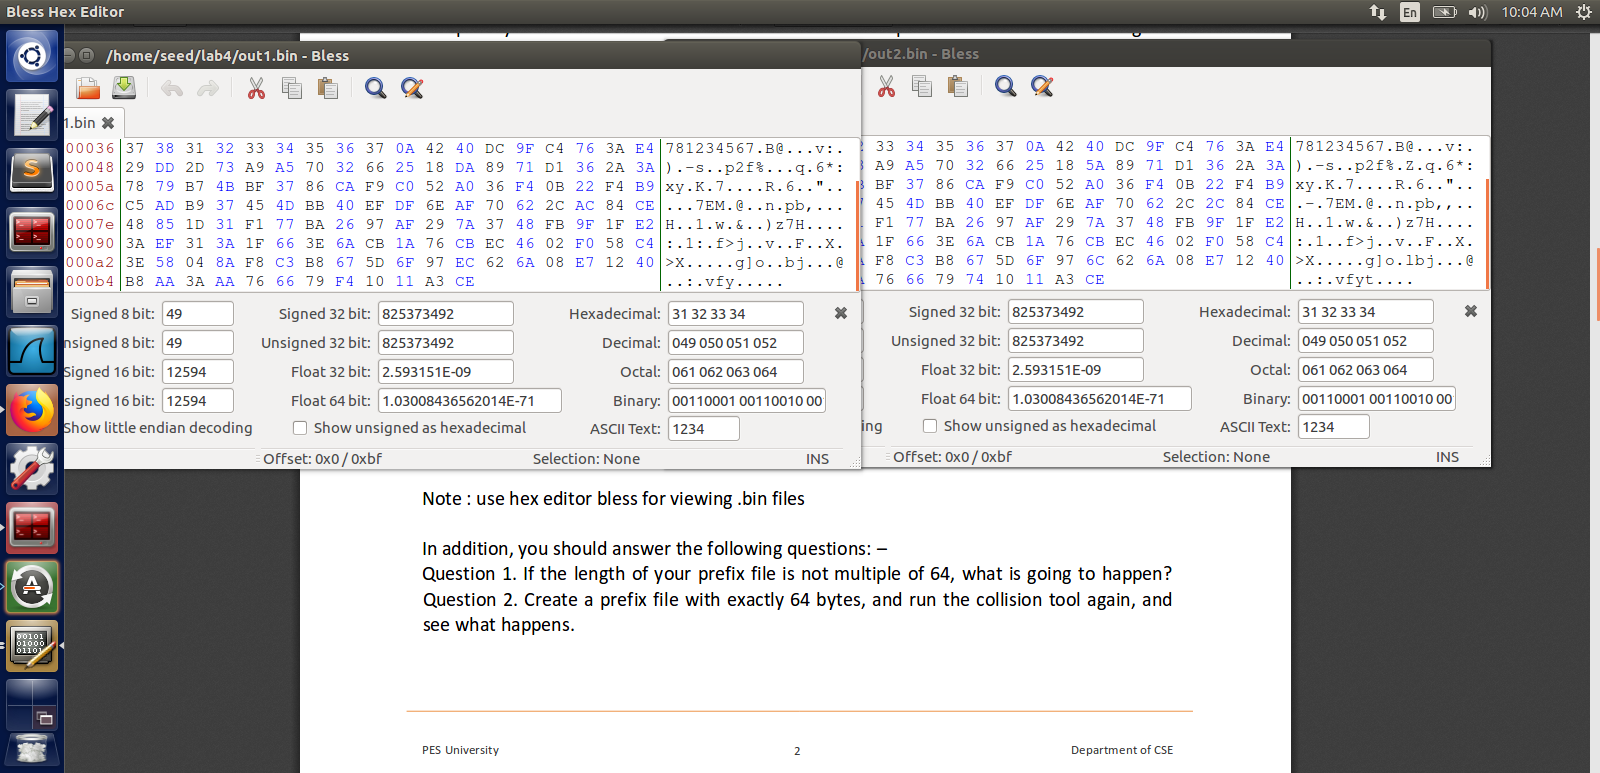 Bless Hex Editor
En
10:04 AM
/home/seed/lab4/out1.bin - Bless
/out2.bin - Bless
1.bin
00036 37 38 31 32 33 34 35 36 37 0A 42 40 DC 9F C4 76 3A E4 781234567.B@...v:.
00048 29 DD 2D 73 A9 A5 70 32 66 25 18 DA 89 71 D1 36 2A 3A ).-s..p2f%...q.6*:
0005a 78 79 B7 4B BF 37 86 CA F9 C0 52 A0 36 F4 0B 22 F4 B9 xy.K.7....R.6.."..
0006c C5 AD B9 37 45 4D BB 40 EF DF 6E AF 70 62 2C AC 84 CE ...7EM.@..n.pb,...
0007e 48 85 1D 31 F1 77 BA 26 97 AF 29 7A 37 48 FB 9F 1F E2 H..1.w.&..)z7H....
00090 3A EF 31 3A 1F 66 3E 6A CB 1A 76 CB EC 46 02 F0 58 C4 :.1:.f>j..v..F..X.
000a2 3E 58 04 8A F8 C3 B8 67 5D 6F 97 EC 62 6A 08 E7 12 40 >X.....g]o..bj...@
000b4 B8 AA 3A AA 76 66 79 F4 10 11 A3 CE ..:.vfy.....
Signed 8 bit: 49
Signed 32 bit: 825373492
Hexadecimal: 31 32 33 34
nsigned 8 bit: 49
Unsigned 32 bit: 825373492
Decimal: 049 050 051 052
Signed 16 bit: 12594
Float 32 bit: 2.593151E-09
Octal: 061 062 063 064
signed 16 bit: 12594
Float 64 bit: 1.03008436562014E-71
Binary: 00110001 00110010 00
Show little endian decoding
Show unsigned as hexadecimal
ASCII Text: 1234
Offset: 0x0 / 0xbf
Selection: None
INS
2 33 34 35 36 37 0A 42 40 DC 9F C4 76 3A E4 781234567.B@...v:.
A9 A5 70 32 66 25 18 5A 89 71 D1 36 2A 3A ).-s..p2f%.Z.q.6*:
BF 37 86 CA F9 C0 52 A0 36 F4 0B 22 F4 B9 xy.K.7....R.6.."..
7 45 4D BB 40 EF DF 6E AF 70 62 2C 2C 84 CE .-.7EM.@..n.pb,,..
F1 77 BA 26 97 AF 29 7A 37 48 FB 9F 1F E2 H..1.w.&..)z7H....
1F 66 3E 6A CB 1A 76 CB EC 46 02 F0 58 C4 :.1:.f>j..v..F..X.
F8 C3 B8 67 5D 6F 97 6C 62 6A 08 E7 12 40 >X.....g]o.lbj...@
76 66 79 74 10 11 A3 CE ..:.vfyt....
Signed 32 bit: 825373492
Hexadecimal: 31 32 33 34
Unsigned 32 bit: 825373492
Decimal: 049 050 051 052
Float 32 bit: 2.593151E-09
Octal: 061 062 063 064
Float 64 bit: 1.03008436562014E-71
Binary: 00110001 00110010 00
ing
Show unsigned as hexadecimal
ASCII Text: 1234
Offset: 0x0 / 0xbf
Selection: None
INS
Note : use hex editor bless for viewing .bin files
In addition, you should answer the following questions: –
Question 1. If the length of your prefix file is not multiple of 64, what is going to happen?
Question 2. Create a prefix file with exactly 64 bytes, and run the collision tool again, and
see what happens.
PES University
2
Department of CSE